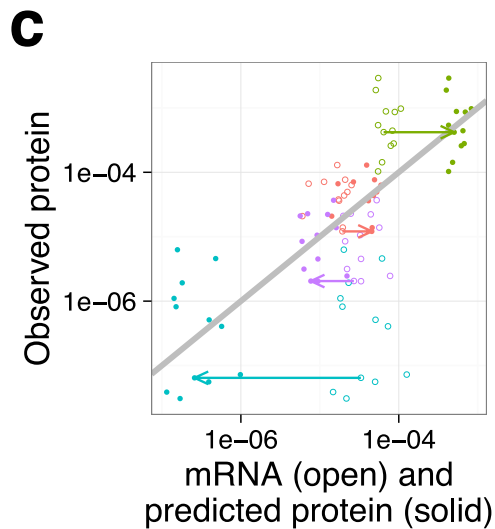 c
Observed protein
1e-04
1e-06
1e-06
1e-04
mRNA (open) and
predicted protein (solid)